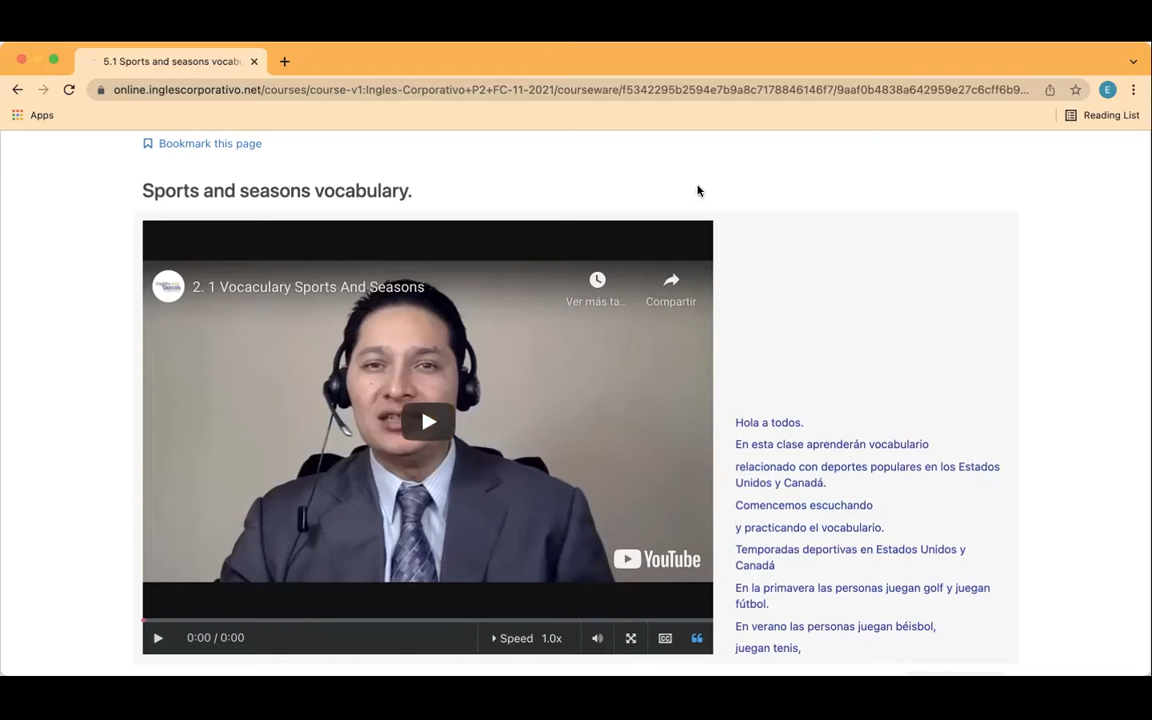 5.1 Sports and seasons vocabu
online.inglescorporativo.net/courses/course-v1:Ingles-Corporativo+P2+FC-11-2021/courseware/f5342295b2594e7b9a8c7178846146f7/9aaf0b4838a642959e27c6cff6b9...
E
Apps
Reading List
Bookmark this page
Sports and seasons vocabulary.
2. 1 Vocaculary Sports And Seasons
Ver más ta...
Compartir
YouTube
0:00 / 0:00
Speed 1.0x
CC
Hola a todos.
En esta clase aprenderán vocabulario
relacionado con deportes populares en los Estados
Unidos y Canadá.
Comencemos escuchando
y practicando el vocabulario.
Temporadas deportivas en Estados Unidos y
Canadá
En la primavera las personas juegan golf y juegan
fútbol.
En verano las personas juegan béisbol,
juegan tenis,